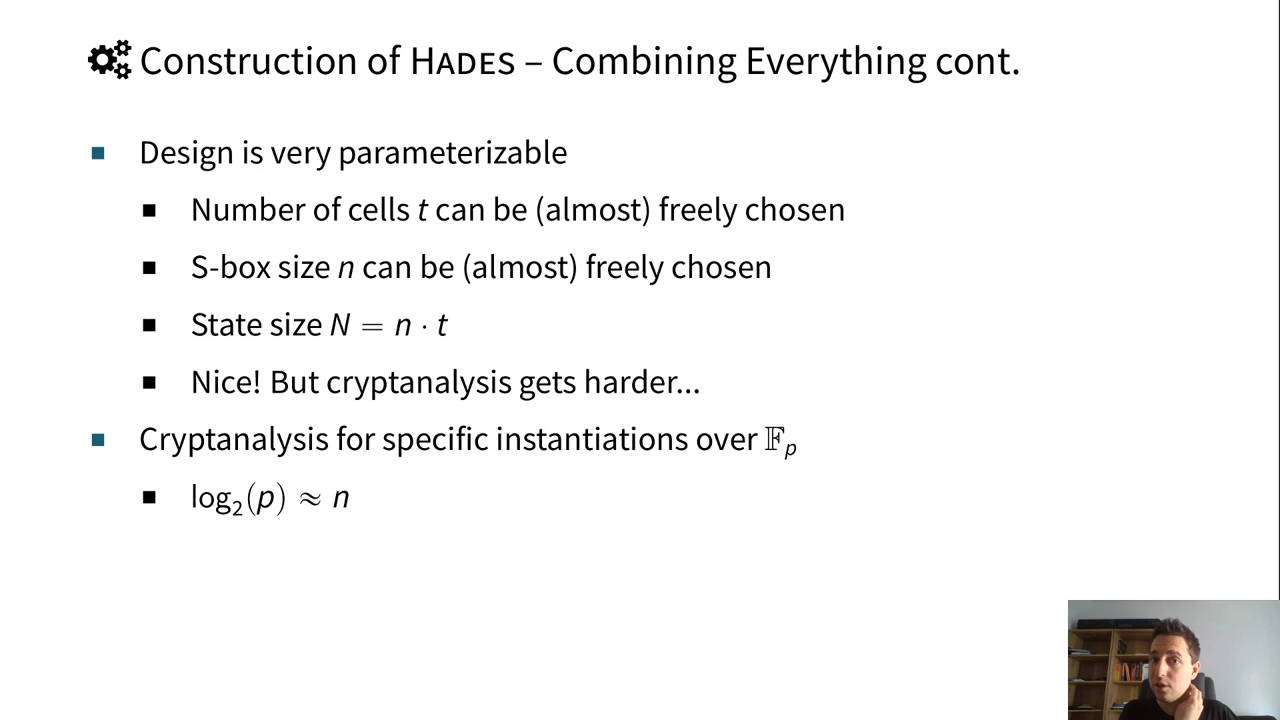 Construction of HADES – Combining Everything cont.
Design is very parameterizable
Number of cells t can be (almost) freely chosen
S-box size n can be (almost) freely chosen
State size N = n · t
Nice! But cryptanalysis gets harder...
Cryptanalysis for specific instantiations over 𝔽p
log₂(p) ≈ n